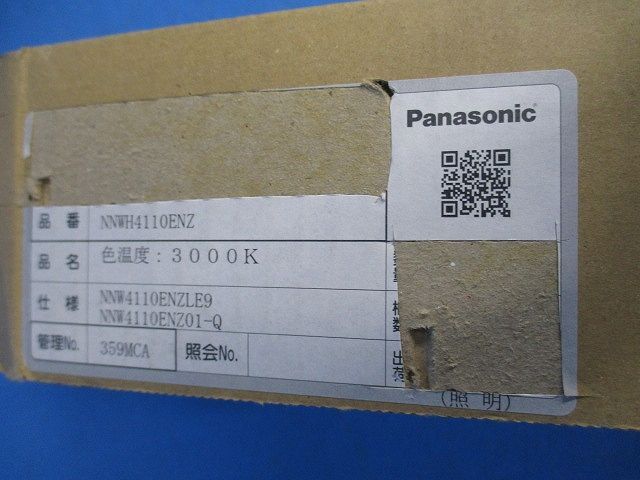 Panasonic
品番 NNWH4110ENZ
品名 色温度：3000K
仕様 NNW4110ENZLE9
NNW4110ENZ01-Q
管理No. 359MCA 照会No.
(照明)